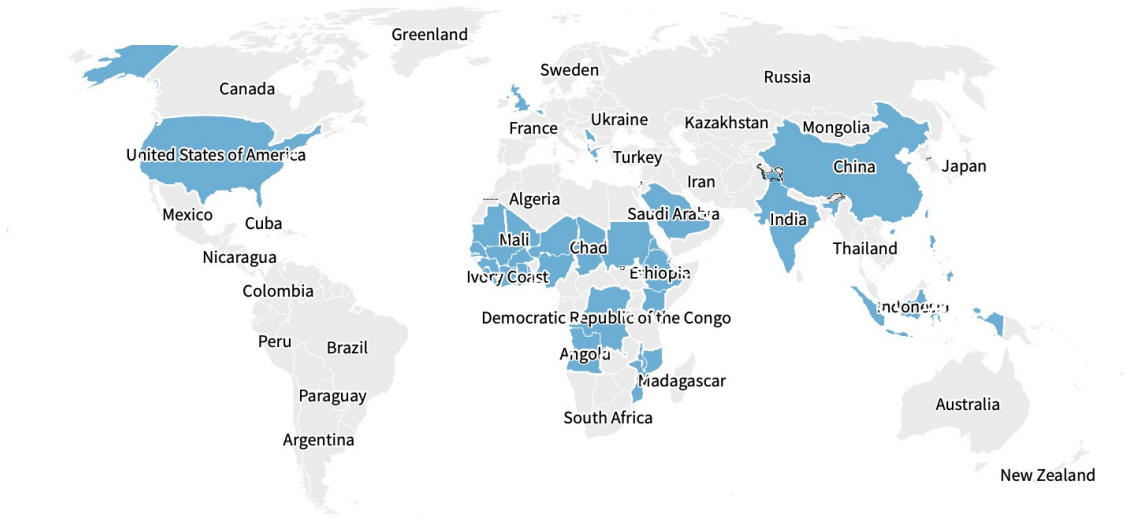 Greenland
Sweden
Russia
Canada
Ukraine
Kazakhstan
France
Mongolia
Turkey
United States of America
China
Japan
Iran
Algeria
Mexico
Saudi Arabia
Cuba
India
Mali
Chad
Thailand
Nicaragua
Ivory Coast
Ethiopia
Colombia
Indonesia
Democratic Republic of the Congo
Peru
Brazil
Angola
Madagascar
Paraguay
Australia
South Africa
Argentina
New Zealand